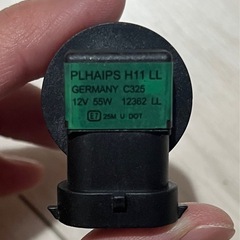 PLHAIPS H11 LL
GERMANY C325
12V 55W 12362 LL
E1 25M U DOT